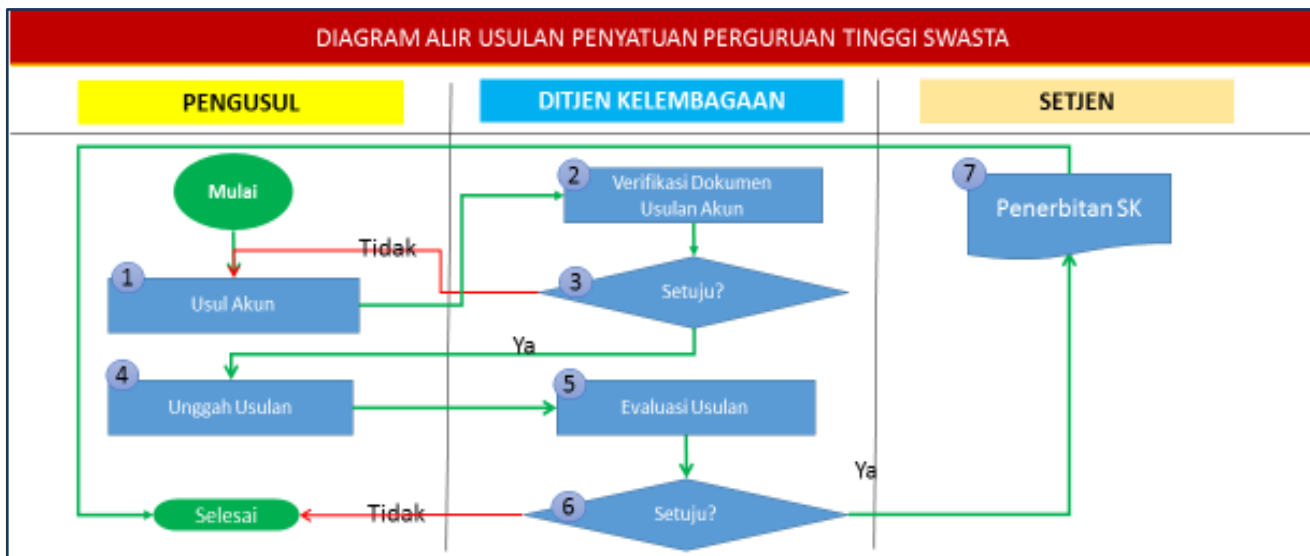 DIAGRAM ALIR USULAN PENYATUAN PERGURUAN TINGGI SWASTA
PENGUSUL
DITJEN KELEMBAGAAN
SETJEN
Mulai
2
Verifikasi Dokumen
Usulan Akun
7
Penerbitan SK
Tidak
1
Usul Akun
3
Setuju?
Ya
4
Unggah Usulan
5
Evaluasi Usulan
Ya
Selesai
Tidak
6
Setuju?